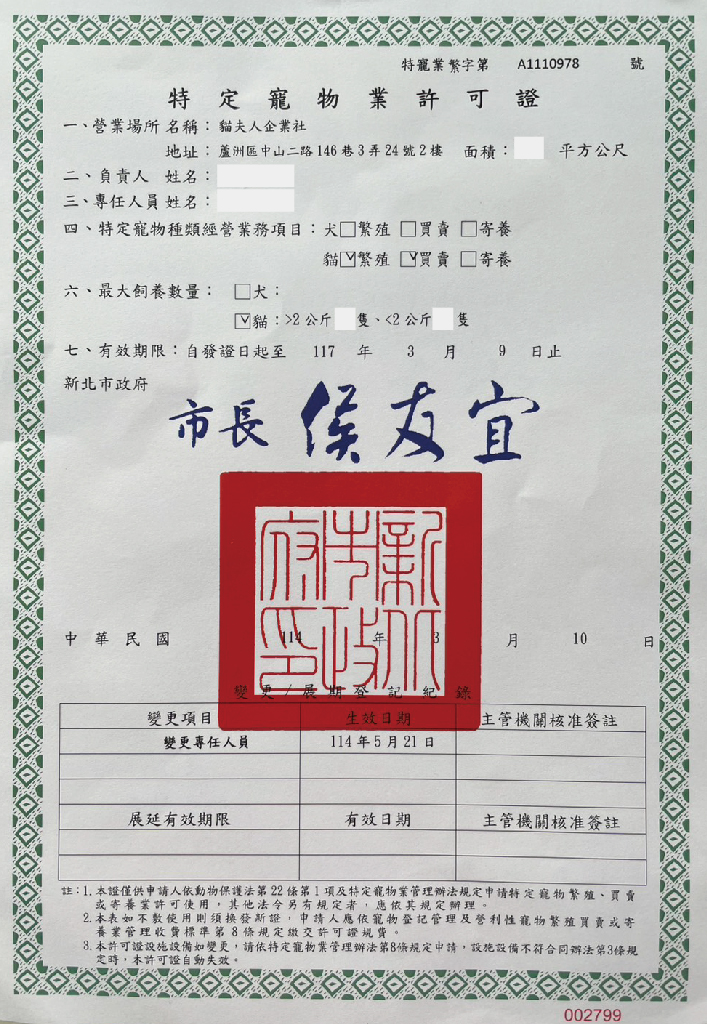 特寵業繁字第 A1110978 號
特定寵物業許可證
一、營業場所 名稱：貓夫人企業社
地址：蘆洲區中山二路146巷3弄24號2樓 面積： 平方公尺
二、負責人 姓名：
三、專任人員 姓名：
四、特定寵物種類經營業務項目：犬□繁殖 □買賣 □寄養
貓☑繁殖 ☑買賣 □寄養
六、最大飼養數量： □犬：
☑貓：>2公斤 隻、<2公斤 隻
七、有效期限：自發證日起至 117 年 3 月 9 日止
新北市政府
市長 侯友宜
新北市政府印
中華民國 114 年 3 月 10 日
變更/展期登記紀錄
變更項目 生效日期 主管機關核准簽註
變更專任人員 114年5月21日
展延有效期限 有效日期 主管機關核准簽註
註：1.本證僅供申請人依動物保護法第22條第1項及特定寵物業管理辦法規定申請特定寵物繁殖、買賣
或寄養業許可使用，其他法令另有規定者，應依其規定辦理。
2.本表如不敷使用則須換發新證，申請人應依寵物登記管理及營利性寵物繁殖買賣或寄
養業管理收費標準第8條規定繳交許可證規費。
3.本許可證設施設備如變更，請依特定寵物業管理辦法第8條規定申請，設施設備不符合同辦法第3條規
定時，本許可證自動失效。
002799